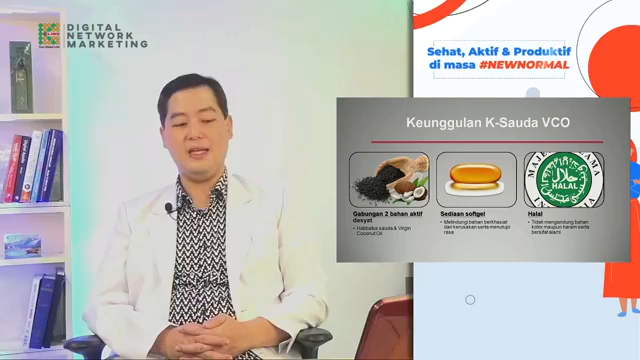 K-LINK
DIGITAL
NETWORK
MARKETING
Sehat, Aktif & Produktif
di masa #NEWNORMAL
Keunggulan K-Sauda VCO
Gabungan 2 bahan aktif
dasyat
• Habbatus sauda & Virgin
Coconut Oil
Sediaan softgel
• Melindungi bahan berkhasiat
dari kerusakan serta menutupi
rasa
HALAL
حلال
Halal
• Tidak mengandung bahan
kotor maupun haram serta
bersifat alami